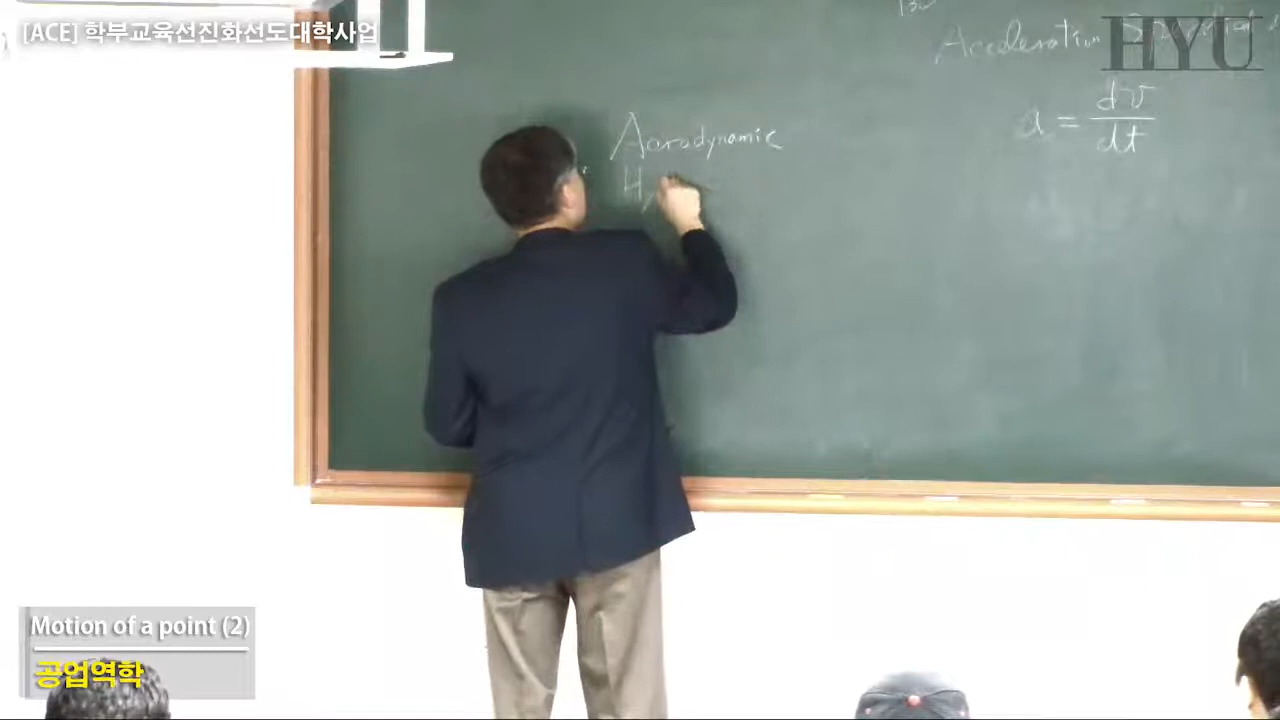 [ACE] 학부교육선진화선도대학사업
HYU
Acceleration
a = dv/dt
Aerodynamic
Hy
Motion of a point (2)
공업역학